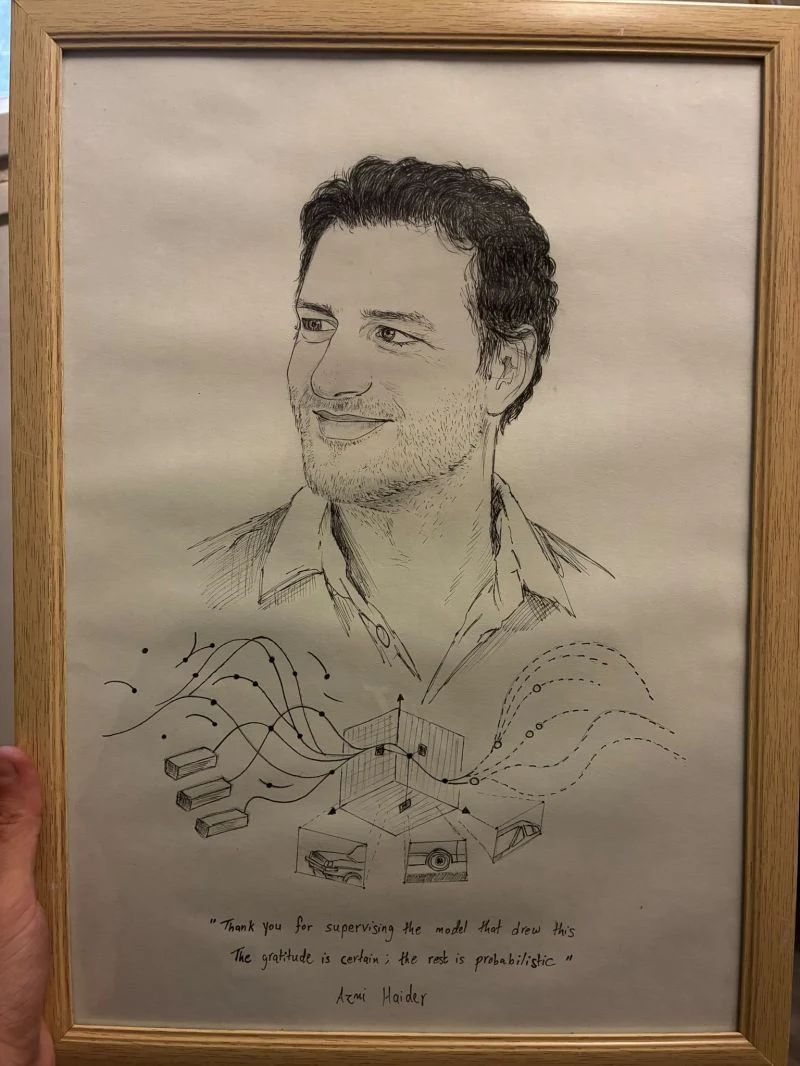 "Thank you for supervising the model that drew this
The gratitude is certain; the rest is probabilistic"
Azmi Haider